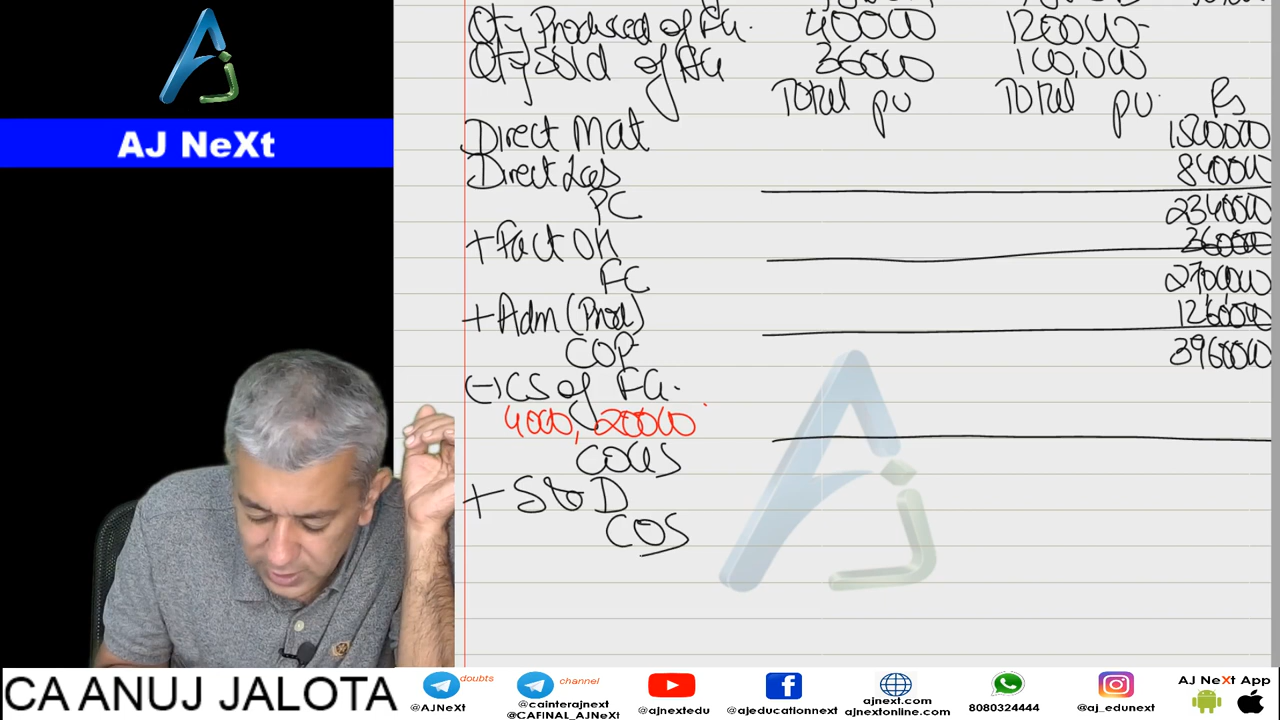 AJ NeXt
Qty Produced of FG. 40000 120000
Qty Sold of FG 36000 100,000
Total pu Total pu. Rs
Direct Mat 1500000
Direct Lab 840000
PC 2340000
+ Fact OH 360000
FC 2700000
+ Adm (Prod) 1260000
COP 3960000
(-) CS of FG.
4000, 20000
COGS
+ S & D
COS
CA ANUJ JALOTA
doubts
@AJNeXt
channel
@cainterajnext
@CAFINAL_AJNeXt
@ajnextedu
@ajeducationnext
ajnext.com
ajnextonline.com
8080324444
@aj_edunext
AJ NeXt App